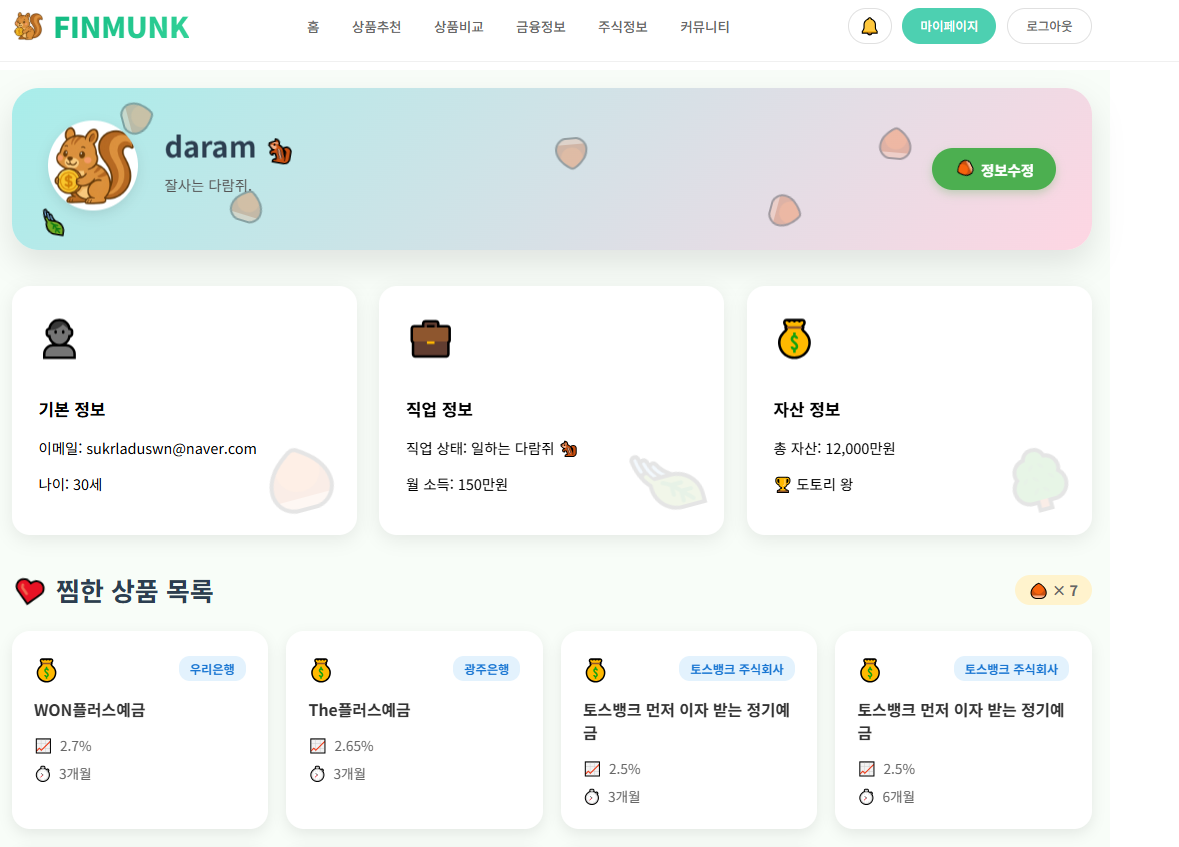 FINMUNK
홈 상품추천 상품비교 금융정보 주식정보 커뮤니티
마이페이지 로그아웃
daram
잘사는 다람쥐.
정보수정
기본 정보
이메일: sukrladuswn@naver.com
나이: 30세
직업 정보
직업 상태: 일하는 다람쥐
월 소득: 150만원
자산 정보
총 자산: 12,000만원
도토리 왕
찜한 상품 목록
× 7
우리은행
WON플러스예금
2.7%
3개월
광주은행
The플러스예금
2.65%
3개월
토스뱅크 주식회사
토스뱅크 먼저 이자 받는 정기예
금
2.5%
3개월
토스뱅크 주식회사
토스뱅크 먼저 이자 받는 정기예
금
2.5%
6개월